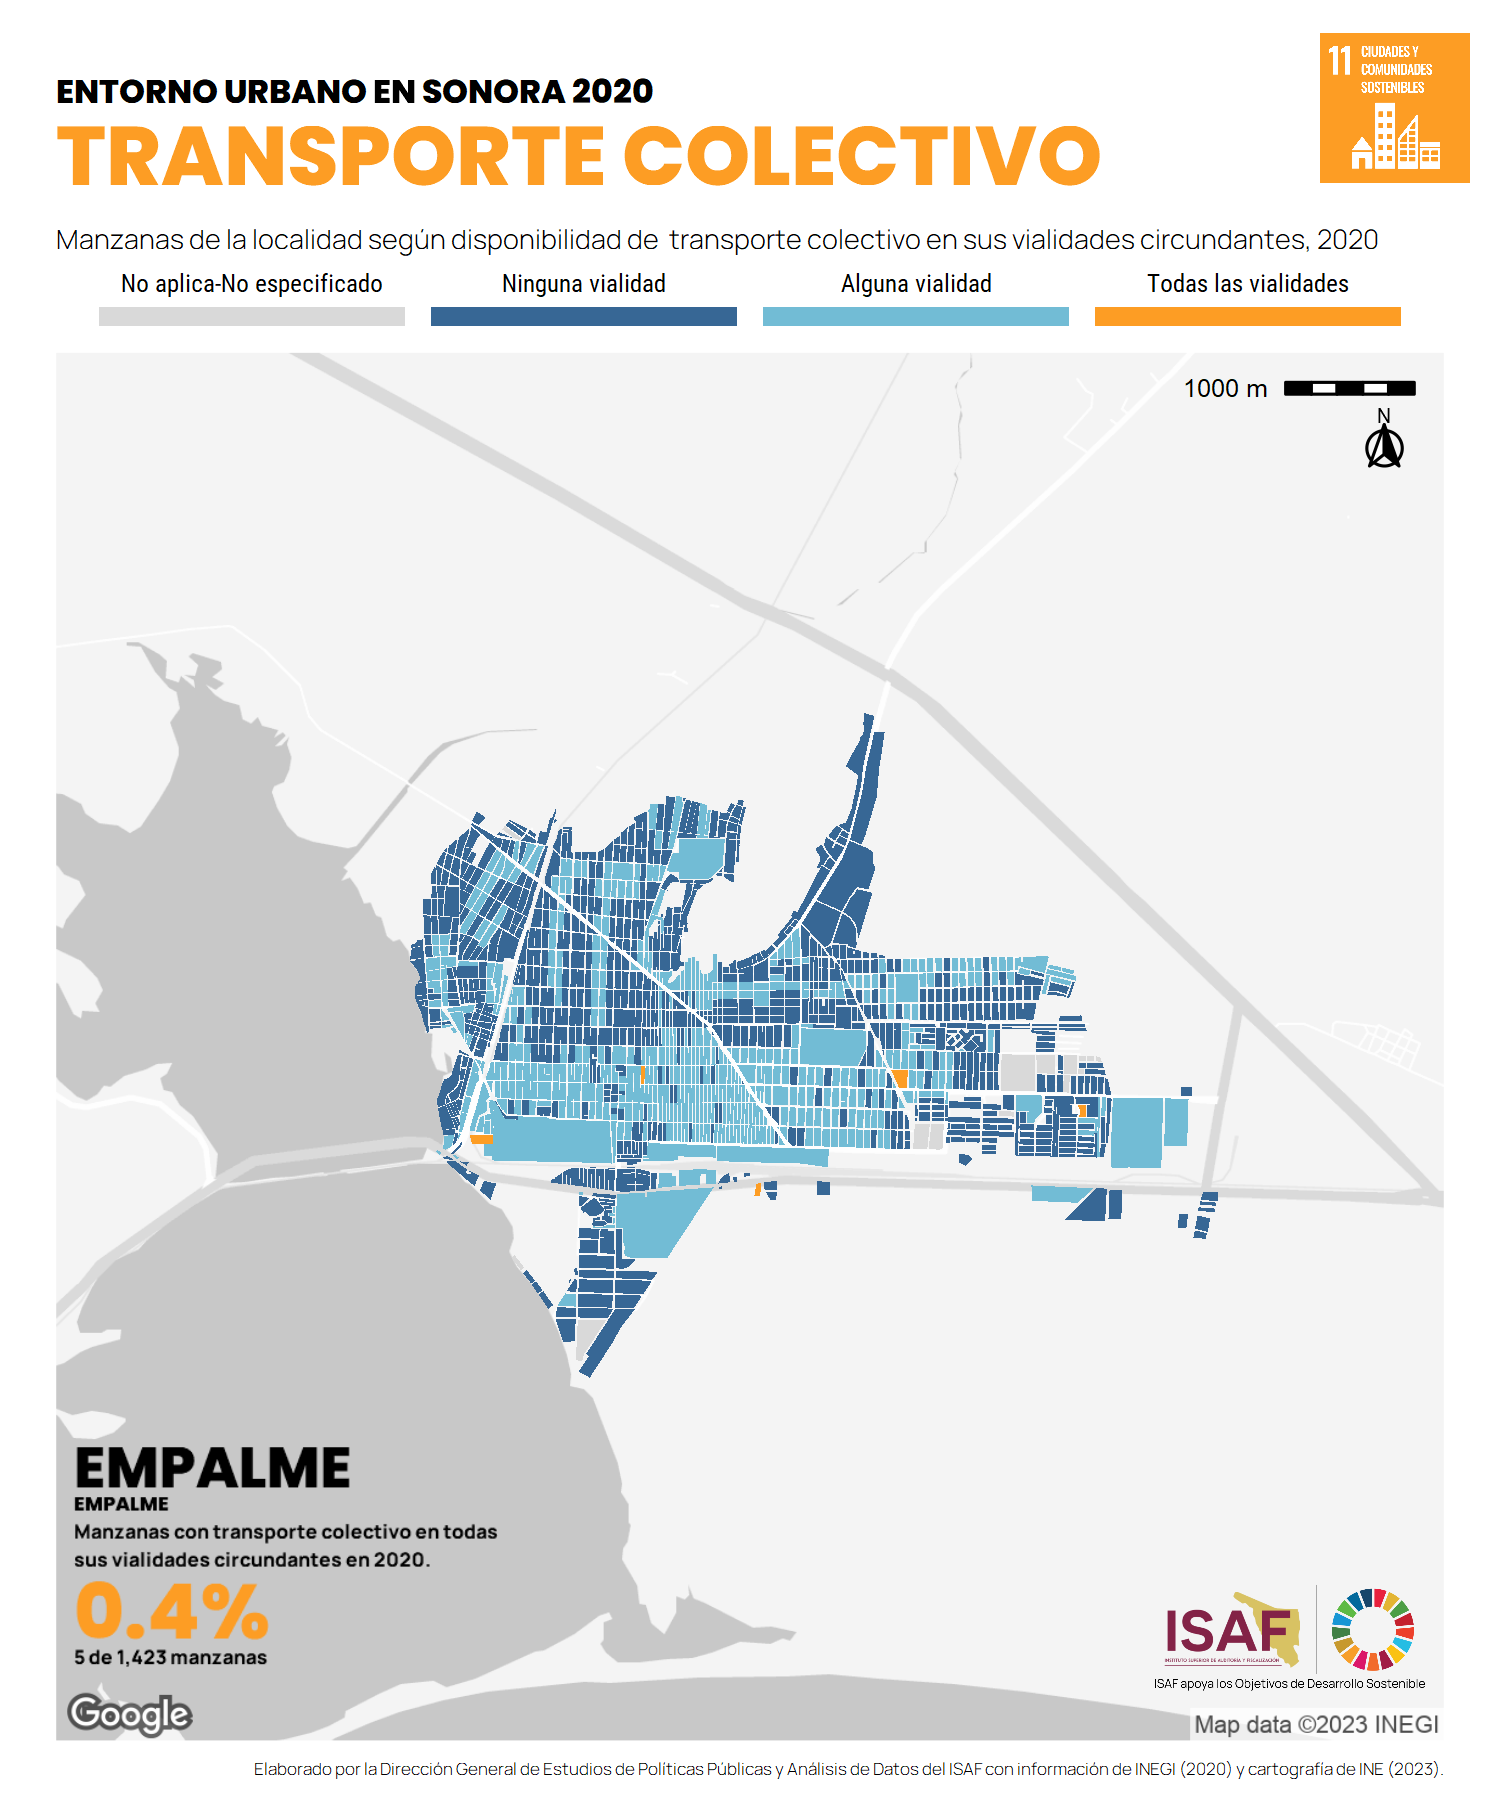 11 CIUDADES Y
COMUNIDADES
SOSTENIBLES
ENTORNO URBANO EN SONORA 2020
TRANSPORTE COLECTIVO
Manzanas de la localidad según disponibilidad de transporte colectivo en sus vialidades circundantes, 2020
No aplica-No especificado Ninguna vialidad Alguna vialidad Todas las vialidades
1000 m
N
EMPALME
EMPALME
Manzanas con transporte colectivo en todas
sus vialidades circundantes en 2020.
0.4%
5 de 1,423 manzanas
ISAF
INSTITUTO SUPERIOR DE AUDITORÍA Y FISCALIZACIÓN
ISAF apoya los Objetivos de Desarrollo Sostenible
Google
Map data ©2023 INEGI
Elaborado por la Dirección General de Estudios de Políticas Públicas y Análisis de Datos del ISAF con información de INEGI (2020) y cartografía de INE (2023).